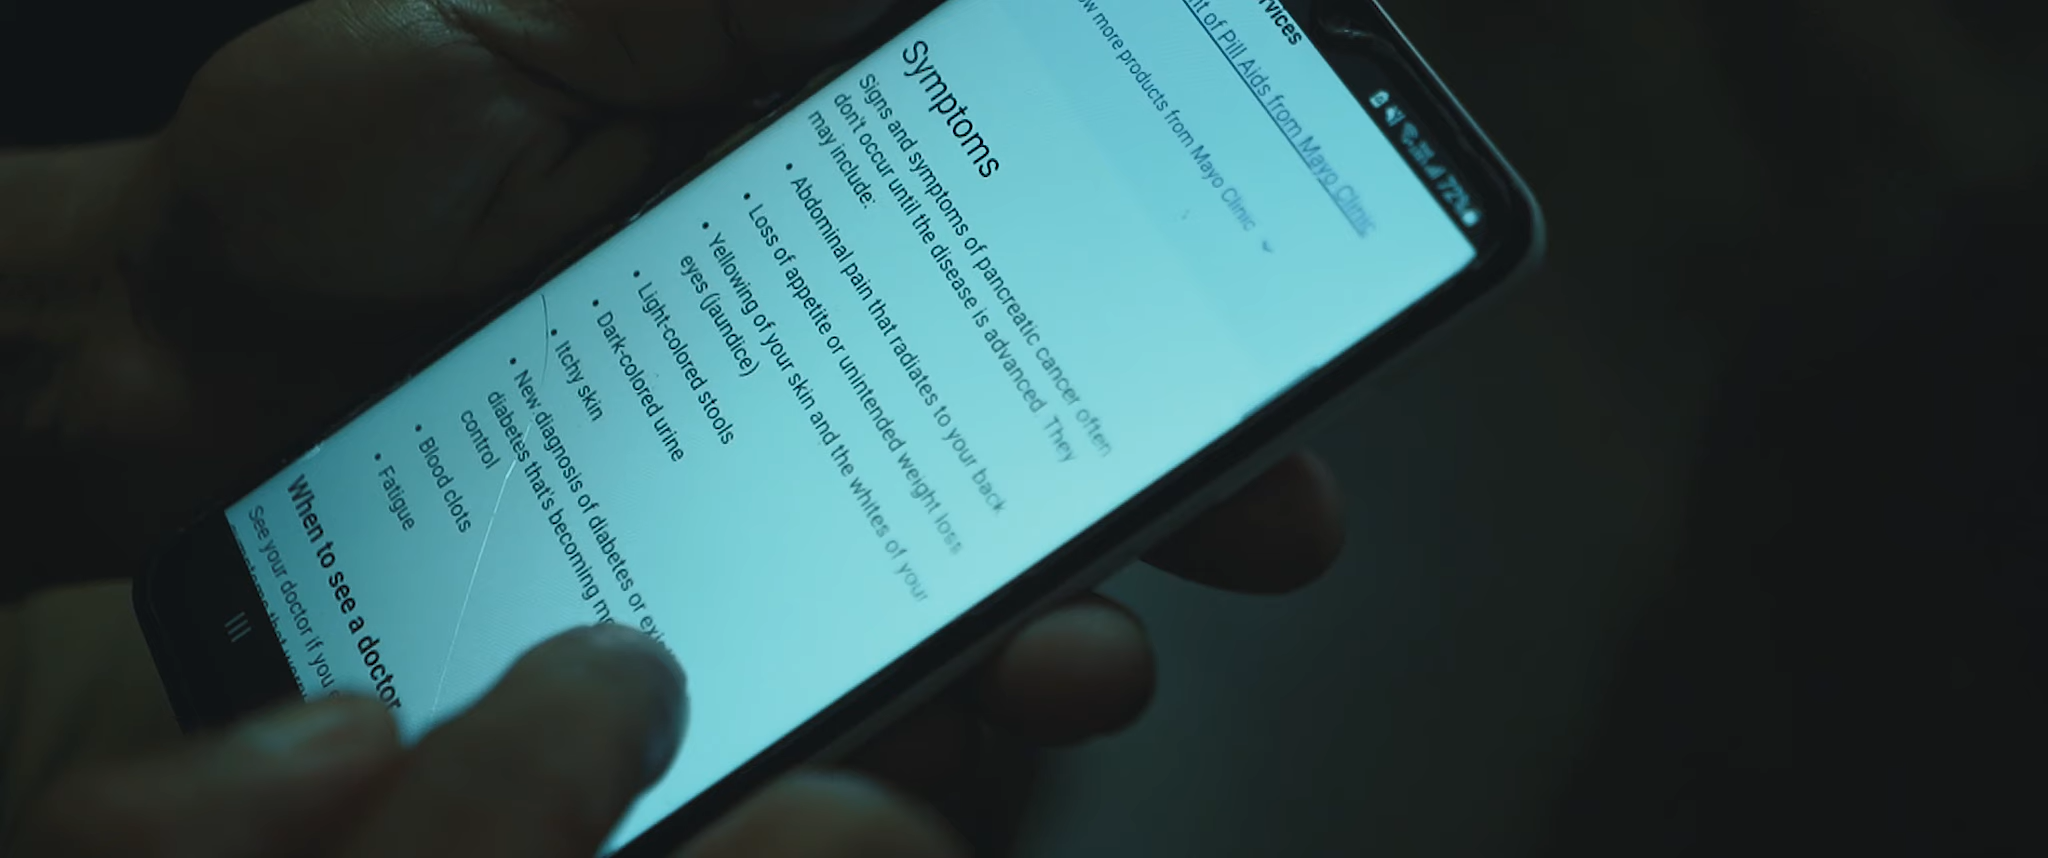 of Pill Aids from Mayo Clinic
more products from Mayo Clinic
72%
Symptoms
Signs and symptoms of pancreatic cancer often
don't occur until the disease is advanced. They
may include:
• Abdominal pain that radiates to your back
• Loss of appetite or unintended weight loss
• Yellowing of your skin and the whites of your
eyes (jaundice)
• Light-colored stools
• Dark-colored urine
• Itchy skin
• New diagnosis of diabetes or
diabetes that's becoming
control
• Blood clots
• Fatigue
When to see a doctor
See your doctor if you